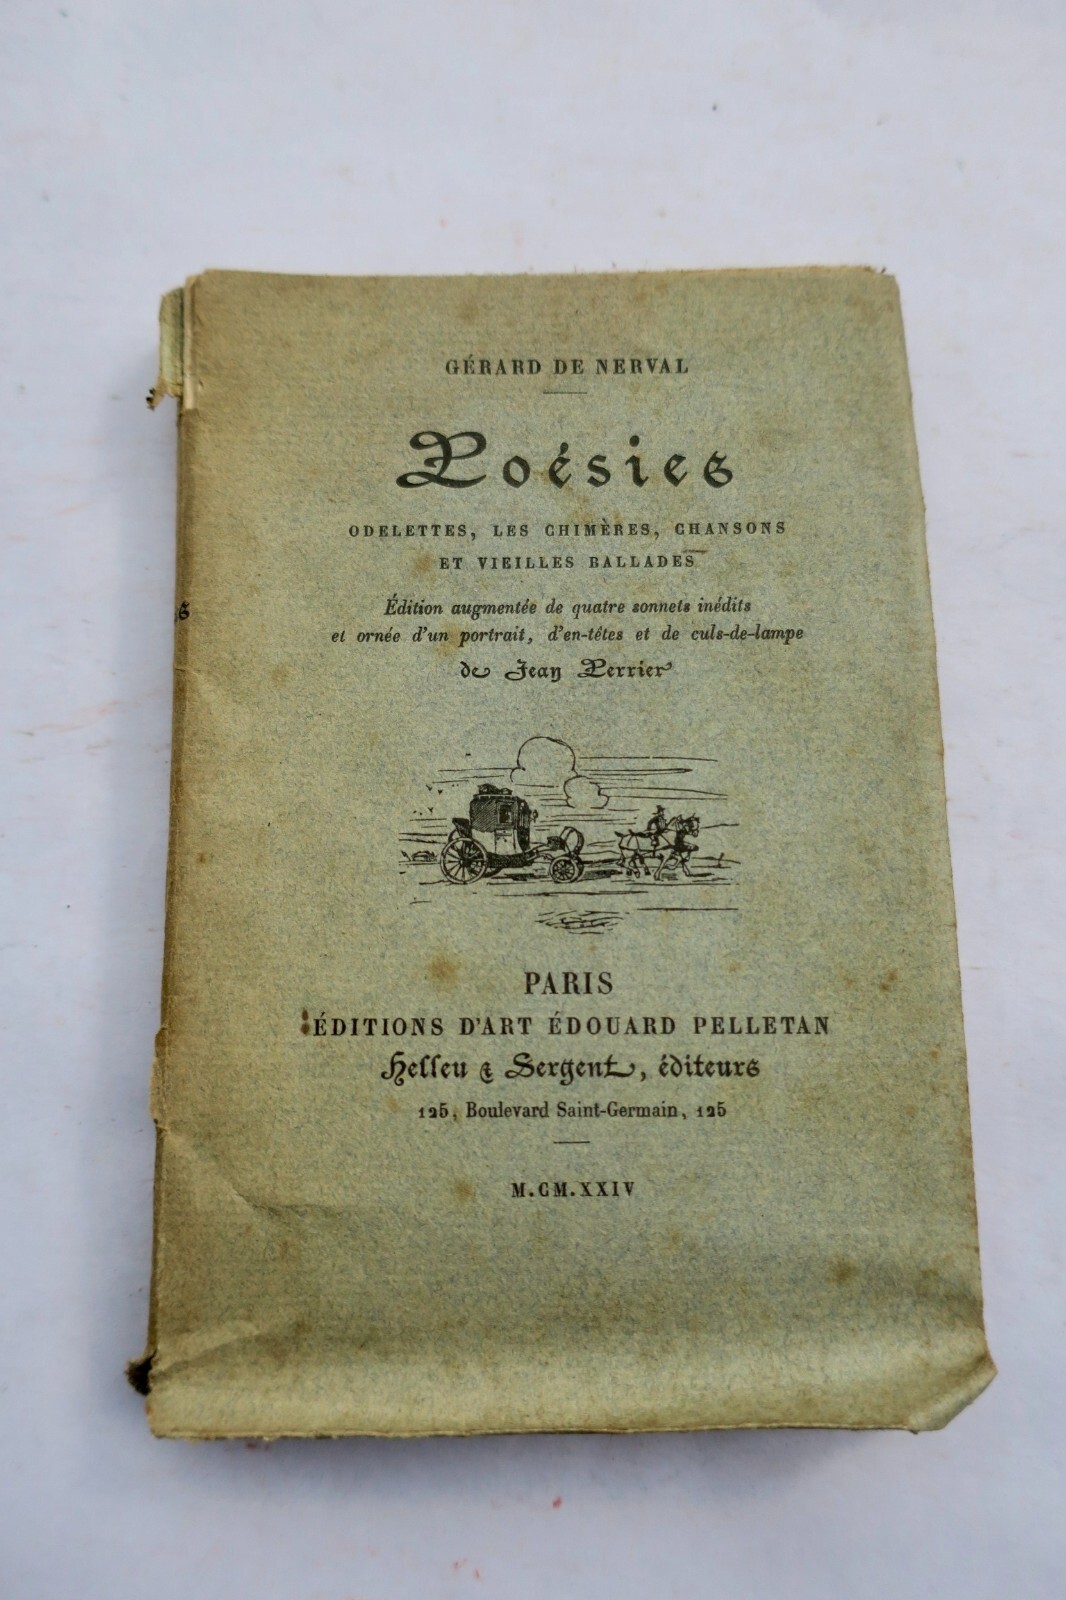 GÉRARD DE NERVAL
Poésies
ODELETTES, LES CHIMÈRES, CHANSONS
ET VIEILLES BALLADES
Édition augmentée de quatre sonnets inédits
et ornée d'un portrait, d'en-têtes et de culs-de-lampe
de Jean Perrier
PARIS
ÉDITIONS D'ART ÉDOUARD PELLETAN
Helleu & Sergent, éditeurs
125, Boulevard Saint-Germain, 125
M.CM.XXIV